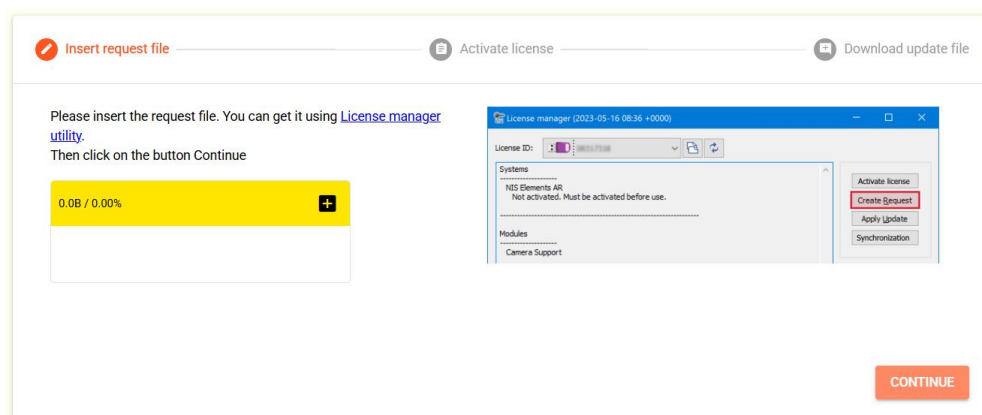 Insert request file
Activate license
Download update file
Please insert the request file. You can get it using License manager
utility.
Then click on the button Continue
0.0B / 0.00%
License manager (2023-05-16 08:36 +0000)
License ID:
Systems
--------------------
NIS Elements AR
Not activated. Must be activated before use.
Modules
--------------------
Camera Support
Activate license
Create Request
Apply Update
Synchronization
CONTINUE